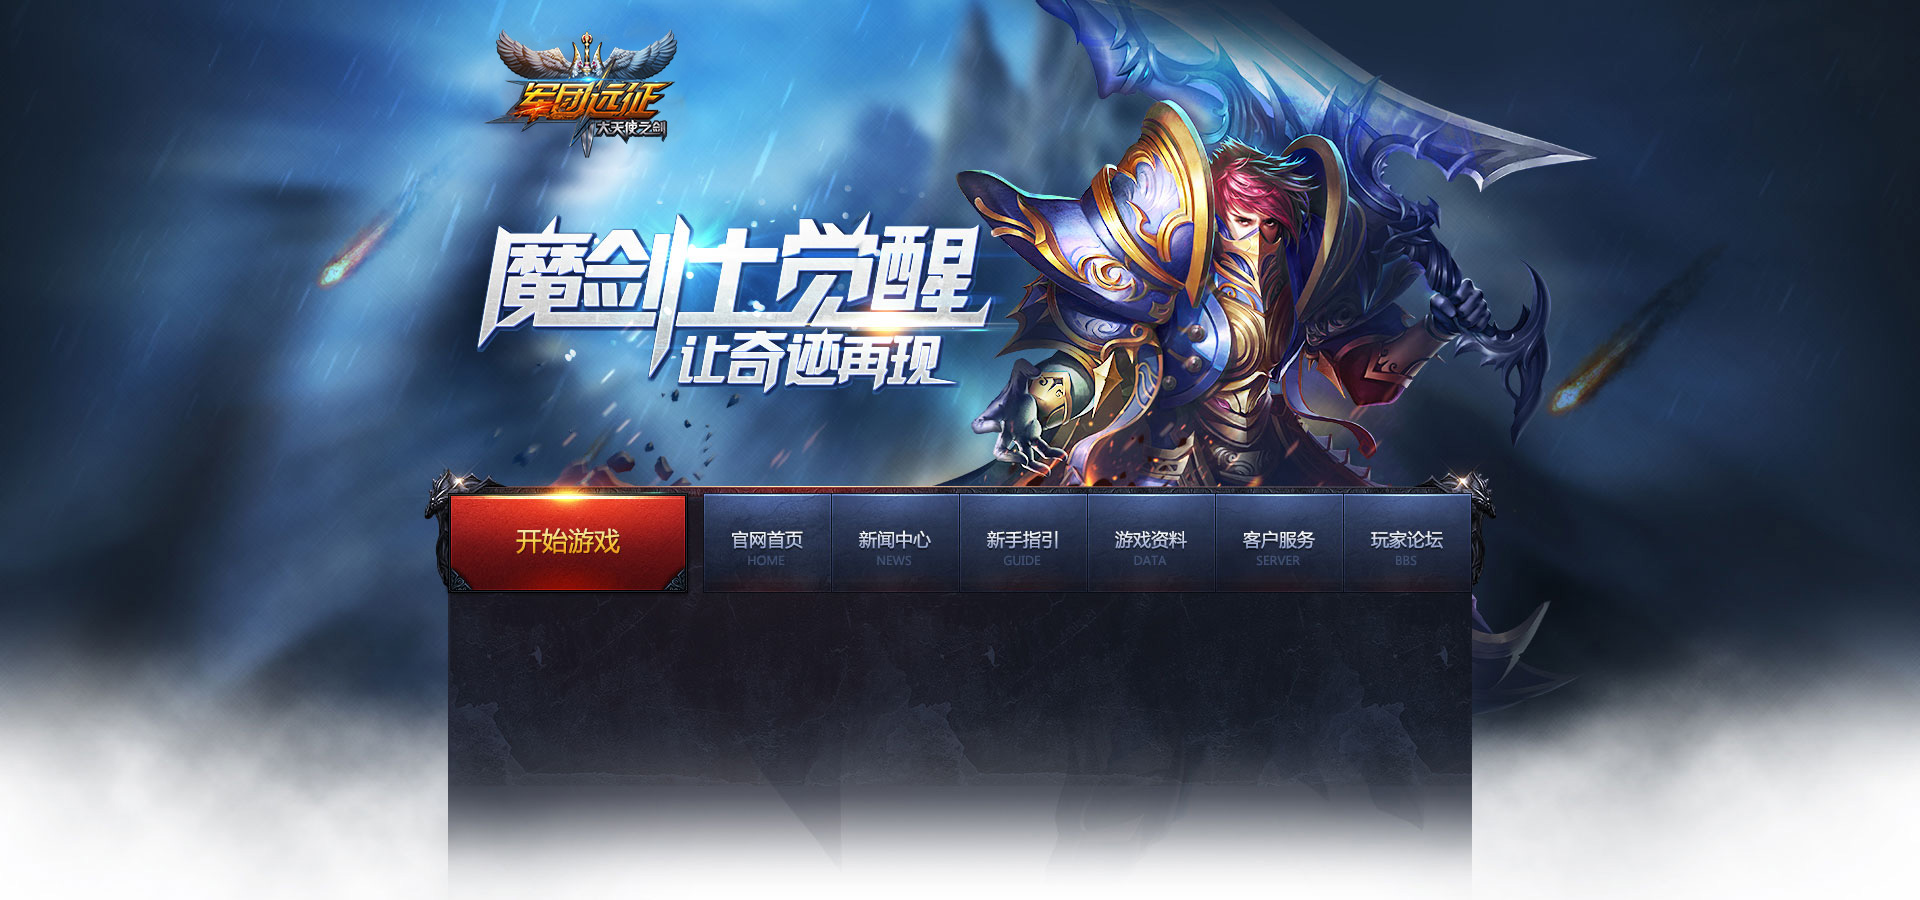 军团远征
大天使之剑
魔剑士觉醒
让奇迹再现
开始游戏
官网首页
HOME
新闻中心
NEWS
新手指引
GUIDE
游戏资料
DATA
客户服务
SERVER
玩家论坛
BBS